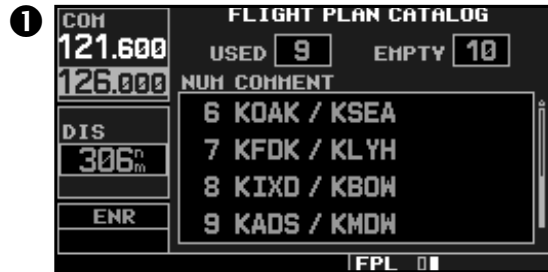 1
COM
121.600
126.000
DIS
306nm
ENR
FLIGHT PLAN CATALOG
USED 9 EMPTY 10
NUM COMMENT
6 KOAK / KSEA
7 KFDK / KLYH
8 KIXD / KBOW
9 KADS / KMDW
FPL